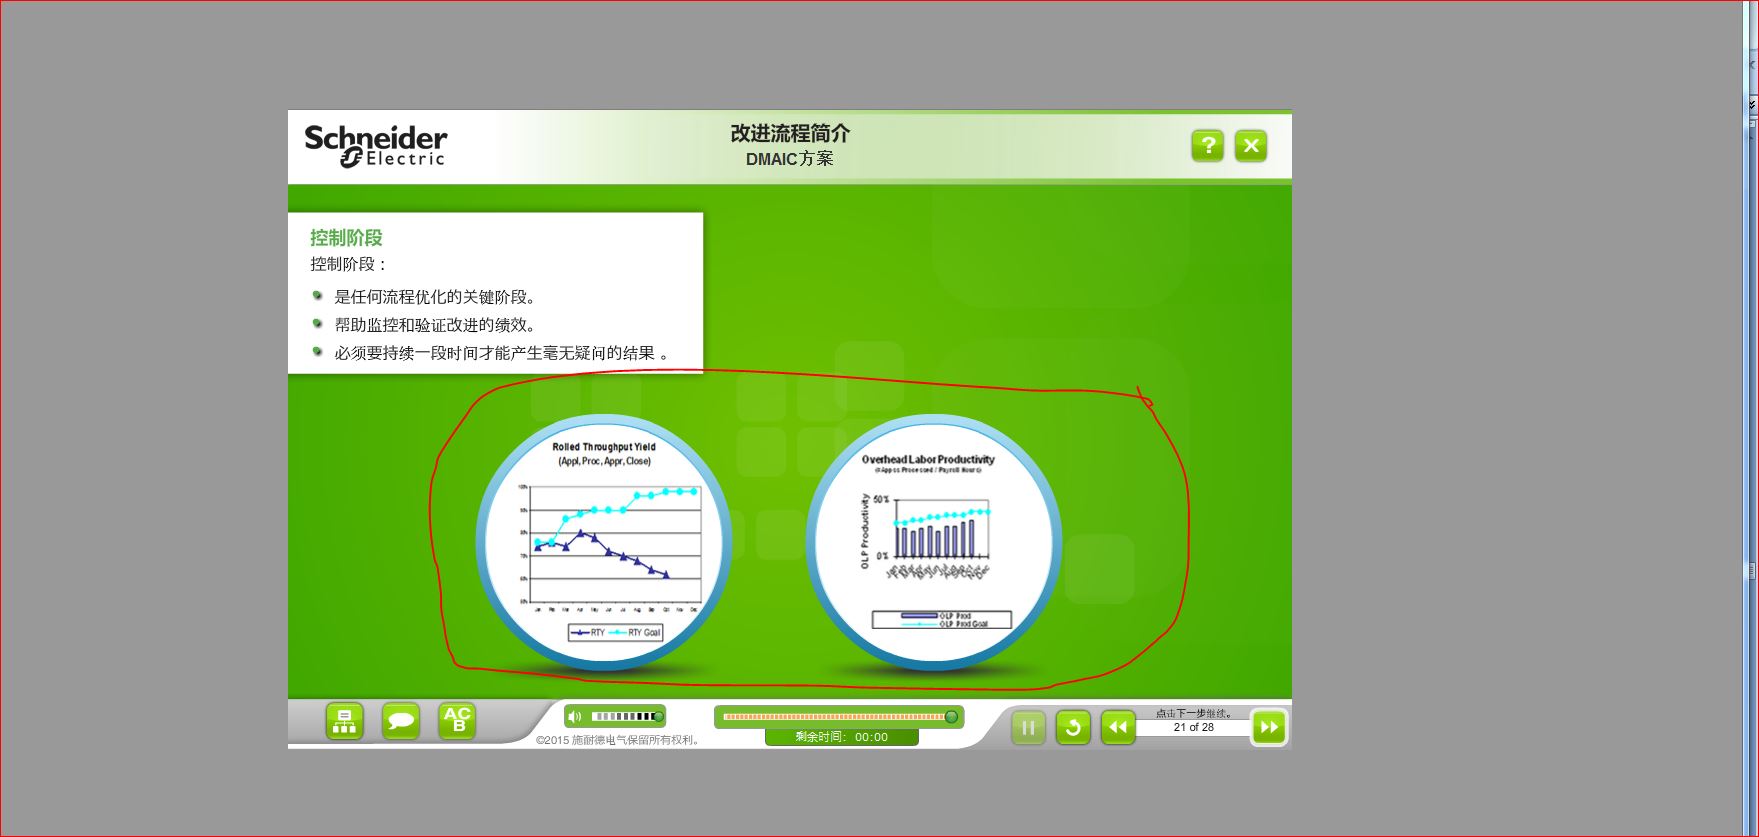 Schneider
Electric
改进流程简介
DMAIC方案
?
控制阶段
控制阶段：
是任何流程优化的关键阶段。
帮助监控和验证改进的绩效。
必须要持续一段时间才能产生毫无疑问的结果 。
Rolled Throughput Yield
(Appl, Proc, Appr, Close)
100%
90%
80%
70%
60%
50%
Jan Feb Mar Apr May Jun Jul Aug Sep Oct Nov Dec
RTY RTY Goal
Overhead Labor Productivity
(# Apps Processed / Payroll Hours)
OLP Productivity
50%
0%
OLP Prod
OLP Prod Goal
AC
B
©2015 施耐德电气保留所有权利。
剩余时间： 00:00
点击下一步继续。
21 of 28